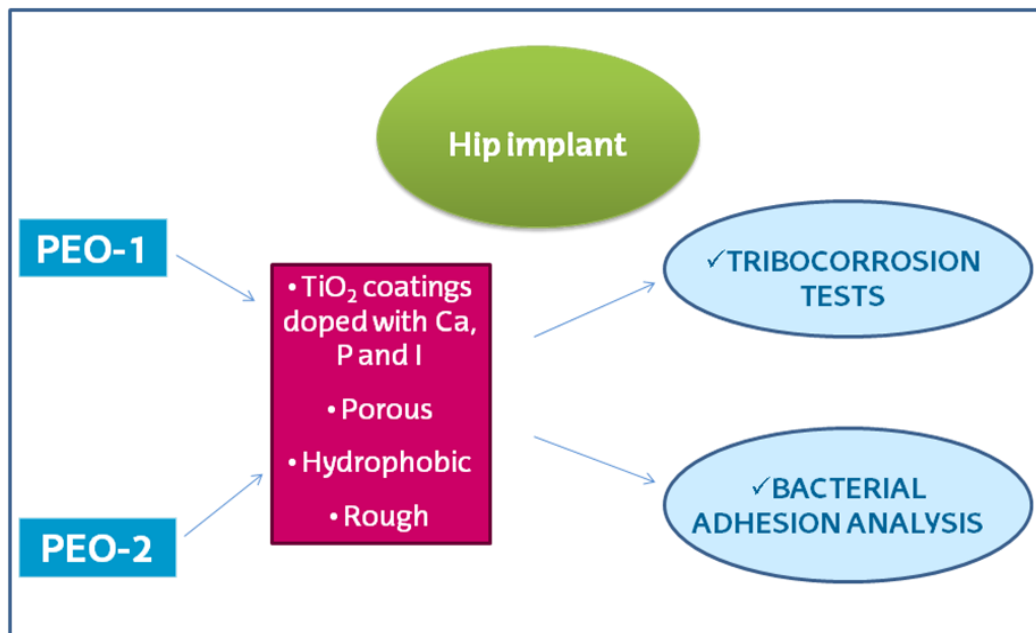 Hip implant
PEO-1
PEO-2
• TiO₂ coatings
doped with Ca,
P and I
• Porous
• Hydrophobic
• Rough
✓TRIBOCORROSION
TESTS
✓BACTERIAL
ADHESION ANALYSIS